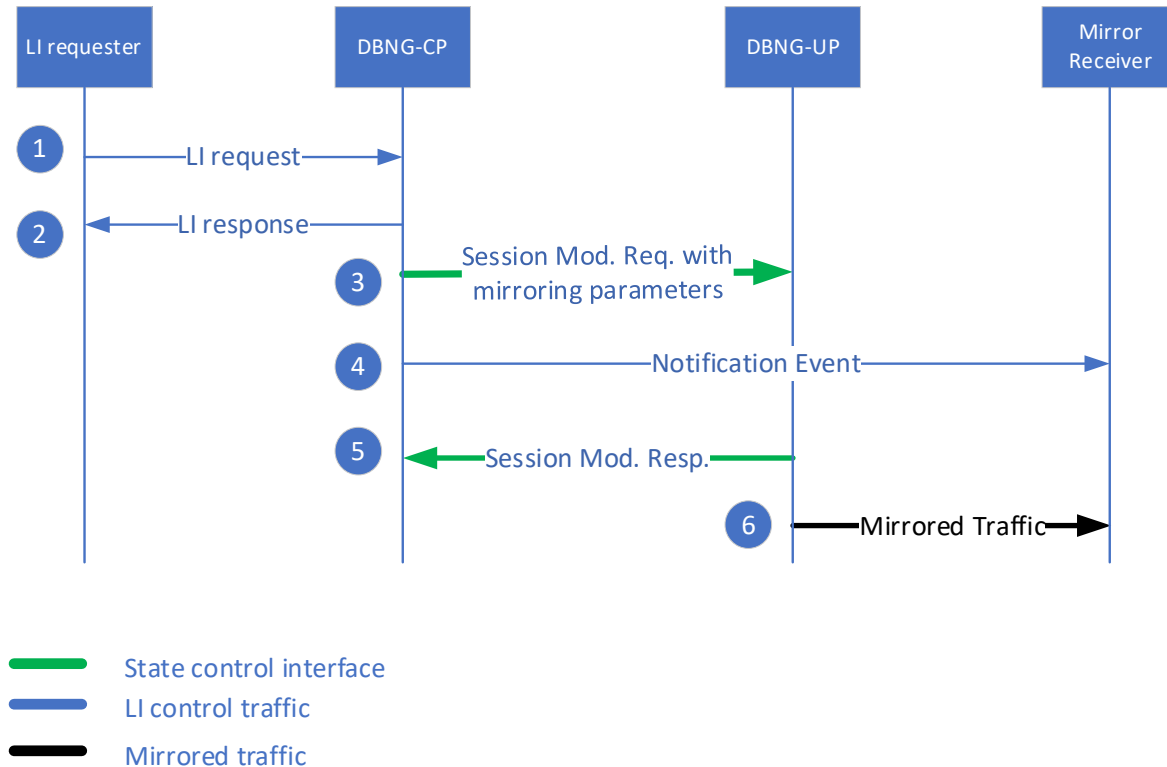 LI requester
DBNG-CP
DBNG-UP
Mirror
Receiver
1
LI request
2
LI response
3
Session Mod. Req. with
mirroring parameters
4
Notification Event
5
Session Mod. Resp.
6
Mirrored Traffic
State control interface
LI control traffic
Mirrored traffic